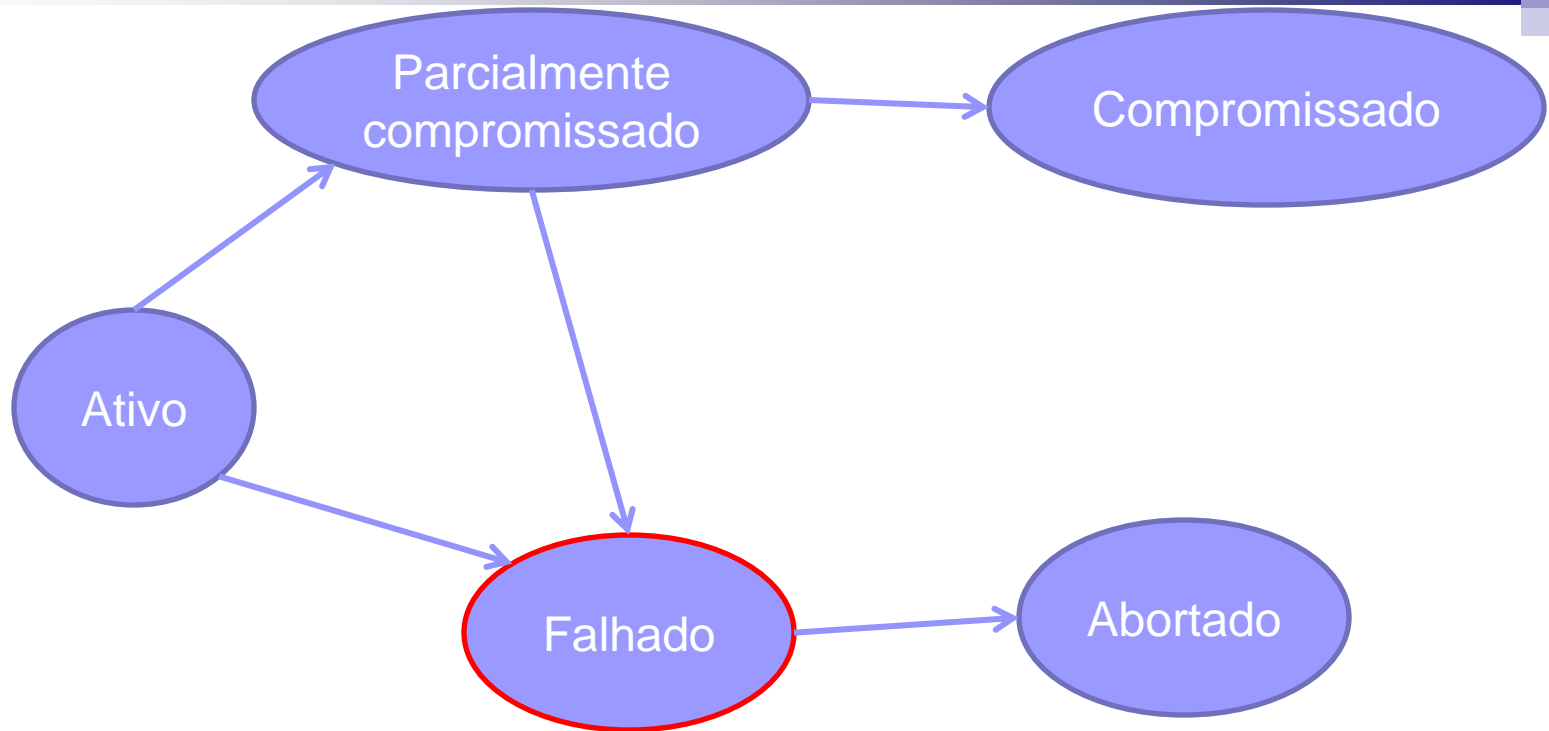 Parcialmente
compromissado
Compromissado
Ativo
Falhado
Abortado